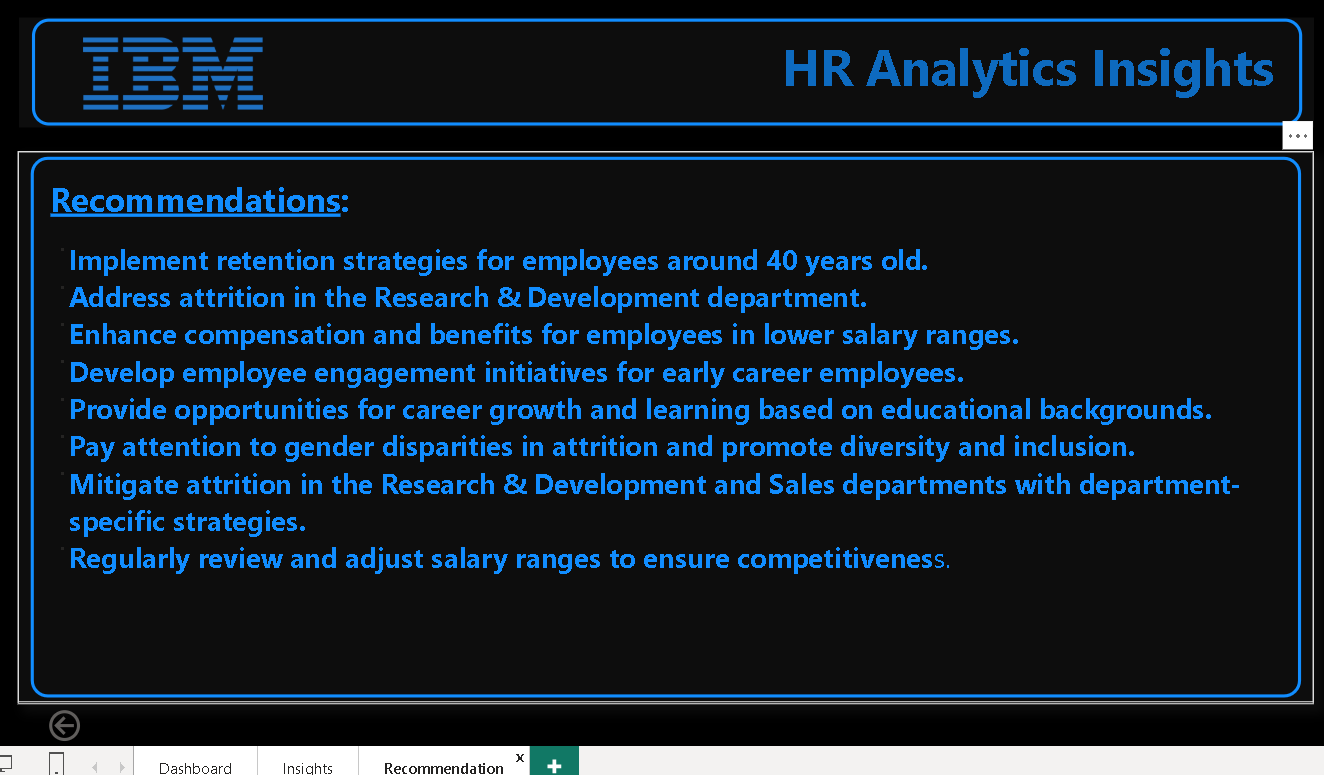 IBM
HR Analytics Insights
...
Recommendations:
Implement retention strategies for employees around 40 years old.
Address attrition in the Research & Development department.
Enhance compensation and benefits for employees in lower salary ranges.
Develop employee engagement initiatives for early career employees.
Provide opportunities for career growth and learning based on educational backgrounds.
Pay attention to gender disparities in attrition and promote diversity and inclusion.
Mitigate attrition in the Research & Development and Sales departments with department-
specific strategies.
Regularly review and adjust salary ranges to ensure competitiveness.
Dashboard
Insights
Recommendation
x
+